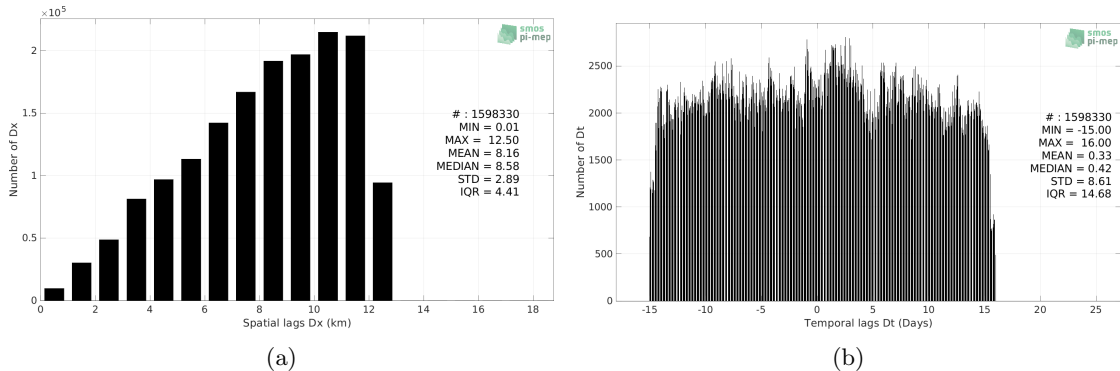 ×10⁵
2
1.5
1
0.5
0
Number of Dx
smos
pi-mep
# : 1598330
MIN = 0.01
MAX = 12.50
MEAN = 8.16
MEDIAN = 8.58
STD = 2.89
IQR = 4.41
0 2 4 6 8 10 12 14 16 18
Spatial lags Dx (km)
(a)
2500
2000
1500
1000
500
0
Number of Dt
smos
pi-mep
# : 1598330
MIN = -15.00
MAX = 16.00
MEAN = 0.33
MEDIAN = 0.42
STD = 8.61
IQR = 14.68
-15 -10 -5 0 5 10 15 20 25
Temporal lags Dt (Days)
(b)